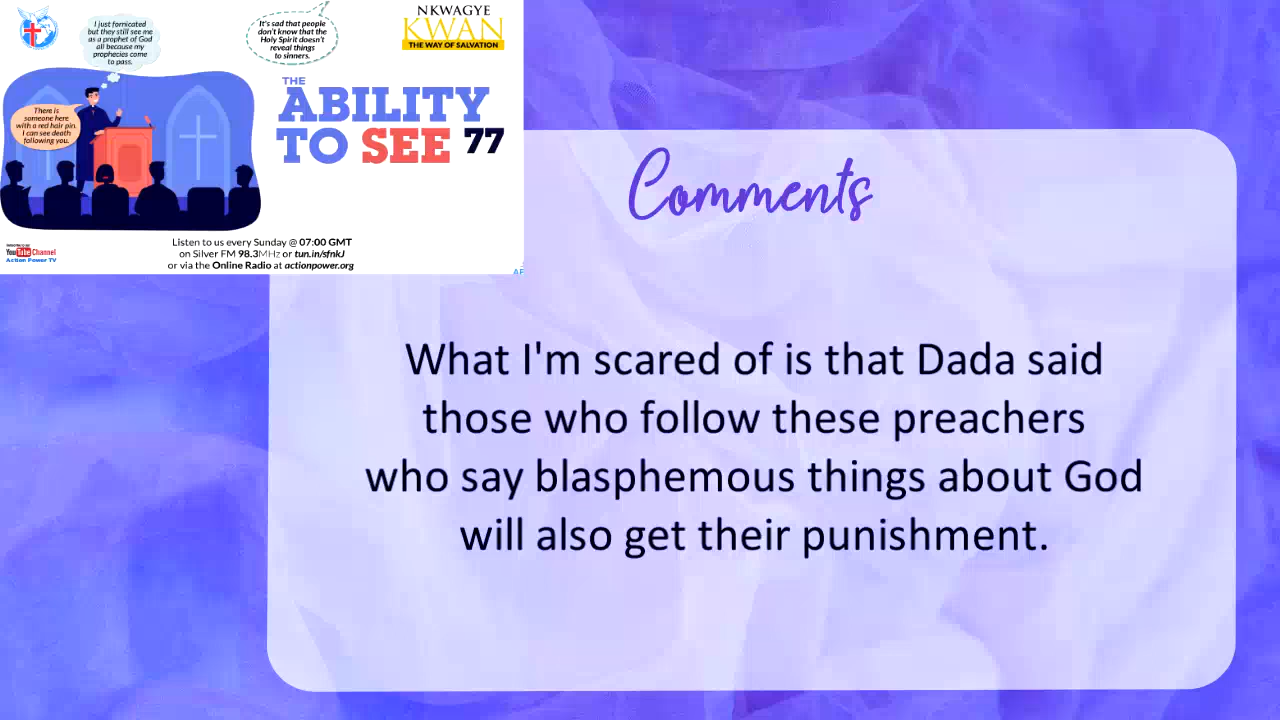 I just fornicated
but they still see me
as a prophet of God
all because my
prophecies come
to pass.
It's sad that people
don't know that the
Holy Spirit doesn't
reveal things
to sinners.
NKWAGYE
KWAN
THE WAY OF SALVATION
There is
someone here
with a red hair pin.
I can see death
following you.
THE
ABILITY
TO SEE 77
YouTube Channel
Action Power TV
Listen to us every Sunday @ 07:00 GMT
on Silver FM 98.3MHz or tun.in/sfnkJ
or via the Online Radio at actionpower.org
Comments
What I'm scared of is that Dada said
those who follow these preachers
who say blasphemous things about God
will also get their punishment.